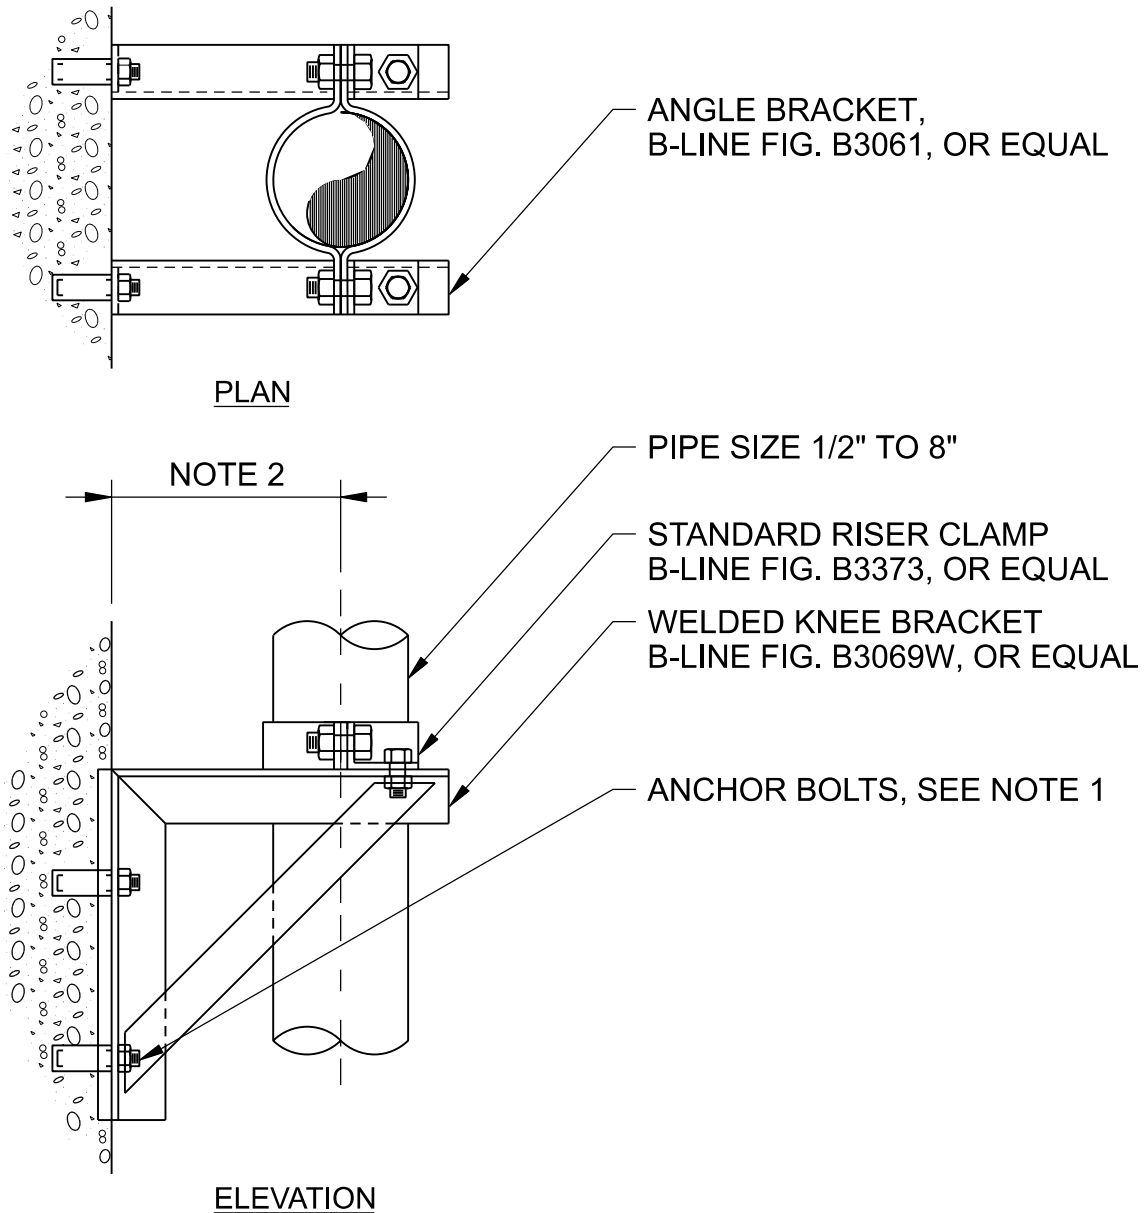 ANGLE BRACKET,
B-LINE FIG. B3061, OR EQUAL
PLAN
NOTE 2
PIPE SIZE 1/2" TO 8"
STANDARD RISER CLAMP
B-LINE FIG. B3373, OR EQUAL
WELDED KNEE BRACKET
B-LINE FIG. B3069W, OR EQUAL
ANCHOR BOLTS, SEE NOTE 1
ELEVATION